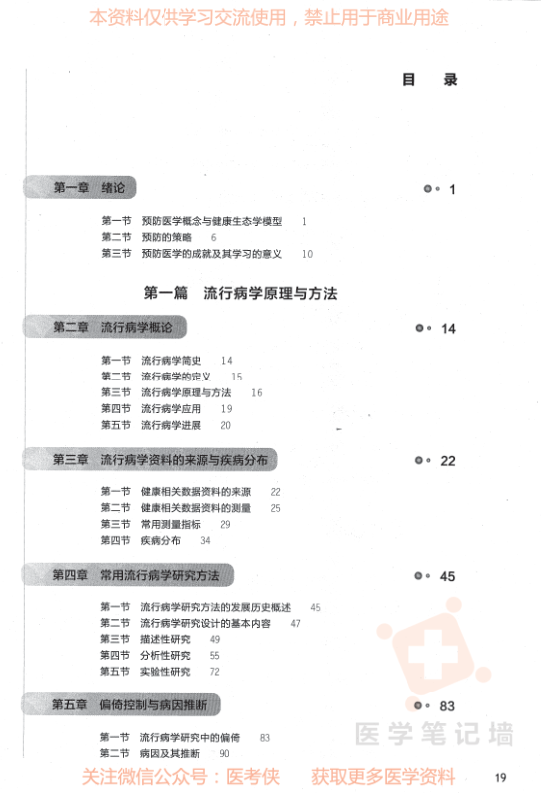 本资料仅供学习交流使用，禁止用于商业用途
目 录
第一章 绪论 1
第一节 预防医学概念与健康生态学模型 1
第二节 预防的策略 6
第三节 预防医学的成就及其学习的意义 10
第一篇 流行病学原理与方法
第二章 流行病学概论 14
第一节 流行病学简史 14
第二节 流行病学的定义 15
第三节 流行病学原理与方法 16
第四节 流行病学应用 19
第五节 流行病学进展 20
第三章 流行病学资料的来源与疾病分布 22
第一节 健康相关数据资料的来源 22
第二节 健康相关数据资料的测量 25
第三节 常用测量指标 29
第四节 疾病分布 34
第四章 常用流行病学研究方法 45
第一节 流行病学研究方法的发展历史概述 45
第二节 流行病学研究设计的基本内容 47
第三节 描述性研究 49
第四节 分析性研究 55
第五节 实验性研究 72
第五章 偏倚控制与病因推断 83
第一节 流行病学研究中的偏倚 83
第二节 病因及其推断 90
医学笔记墙
关注微信公众号：医考侠 获取更多医学资料
19